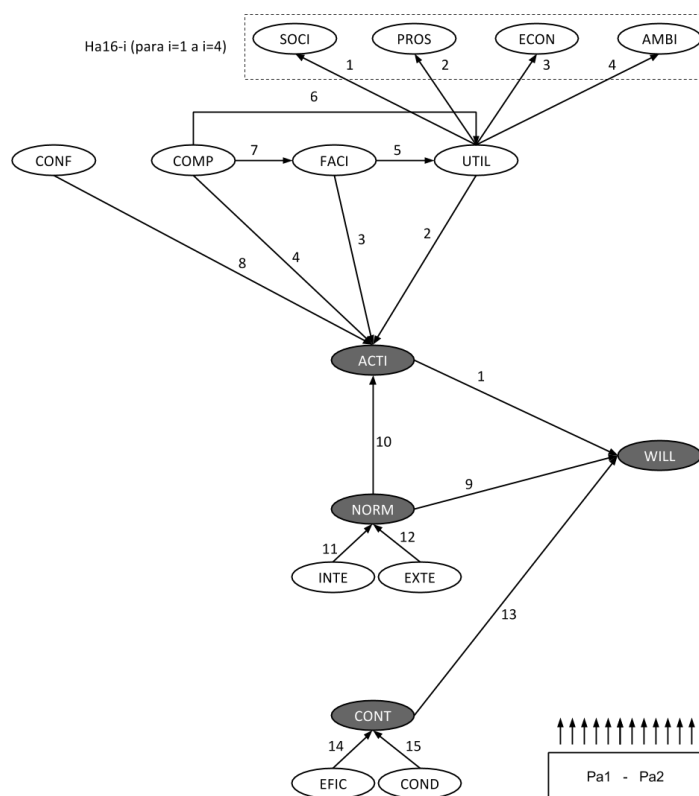 SOCI PROS ECON AMBI
Ha16-i (para i=1 a i=4)
1 2 3 4
6
CONF COMP 7 FACI 5 UTIL
3 2
8 4
ACTI
1
10
WILL
9
NORM
11 12
INTE EXTE
13
CONT
14 15
EFIC COND
Pa1 - Pa2